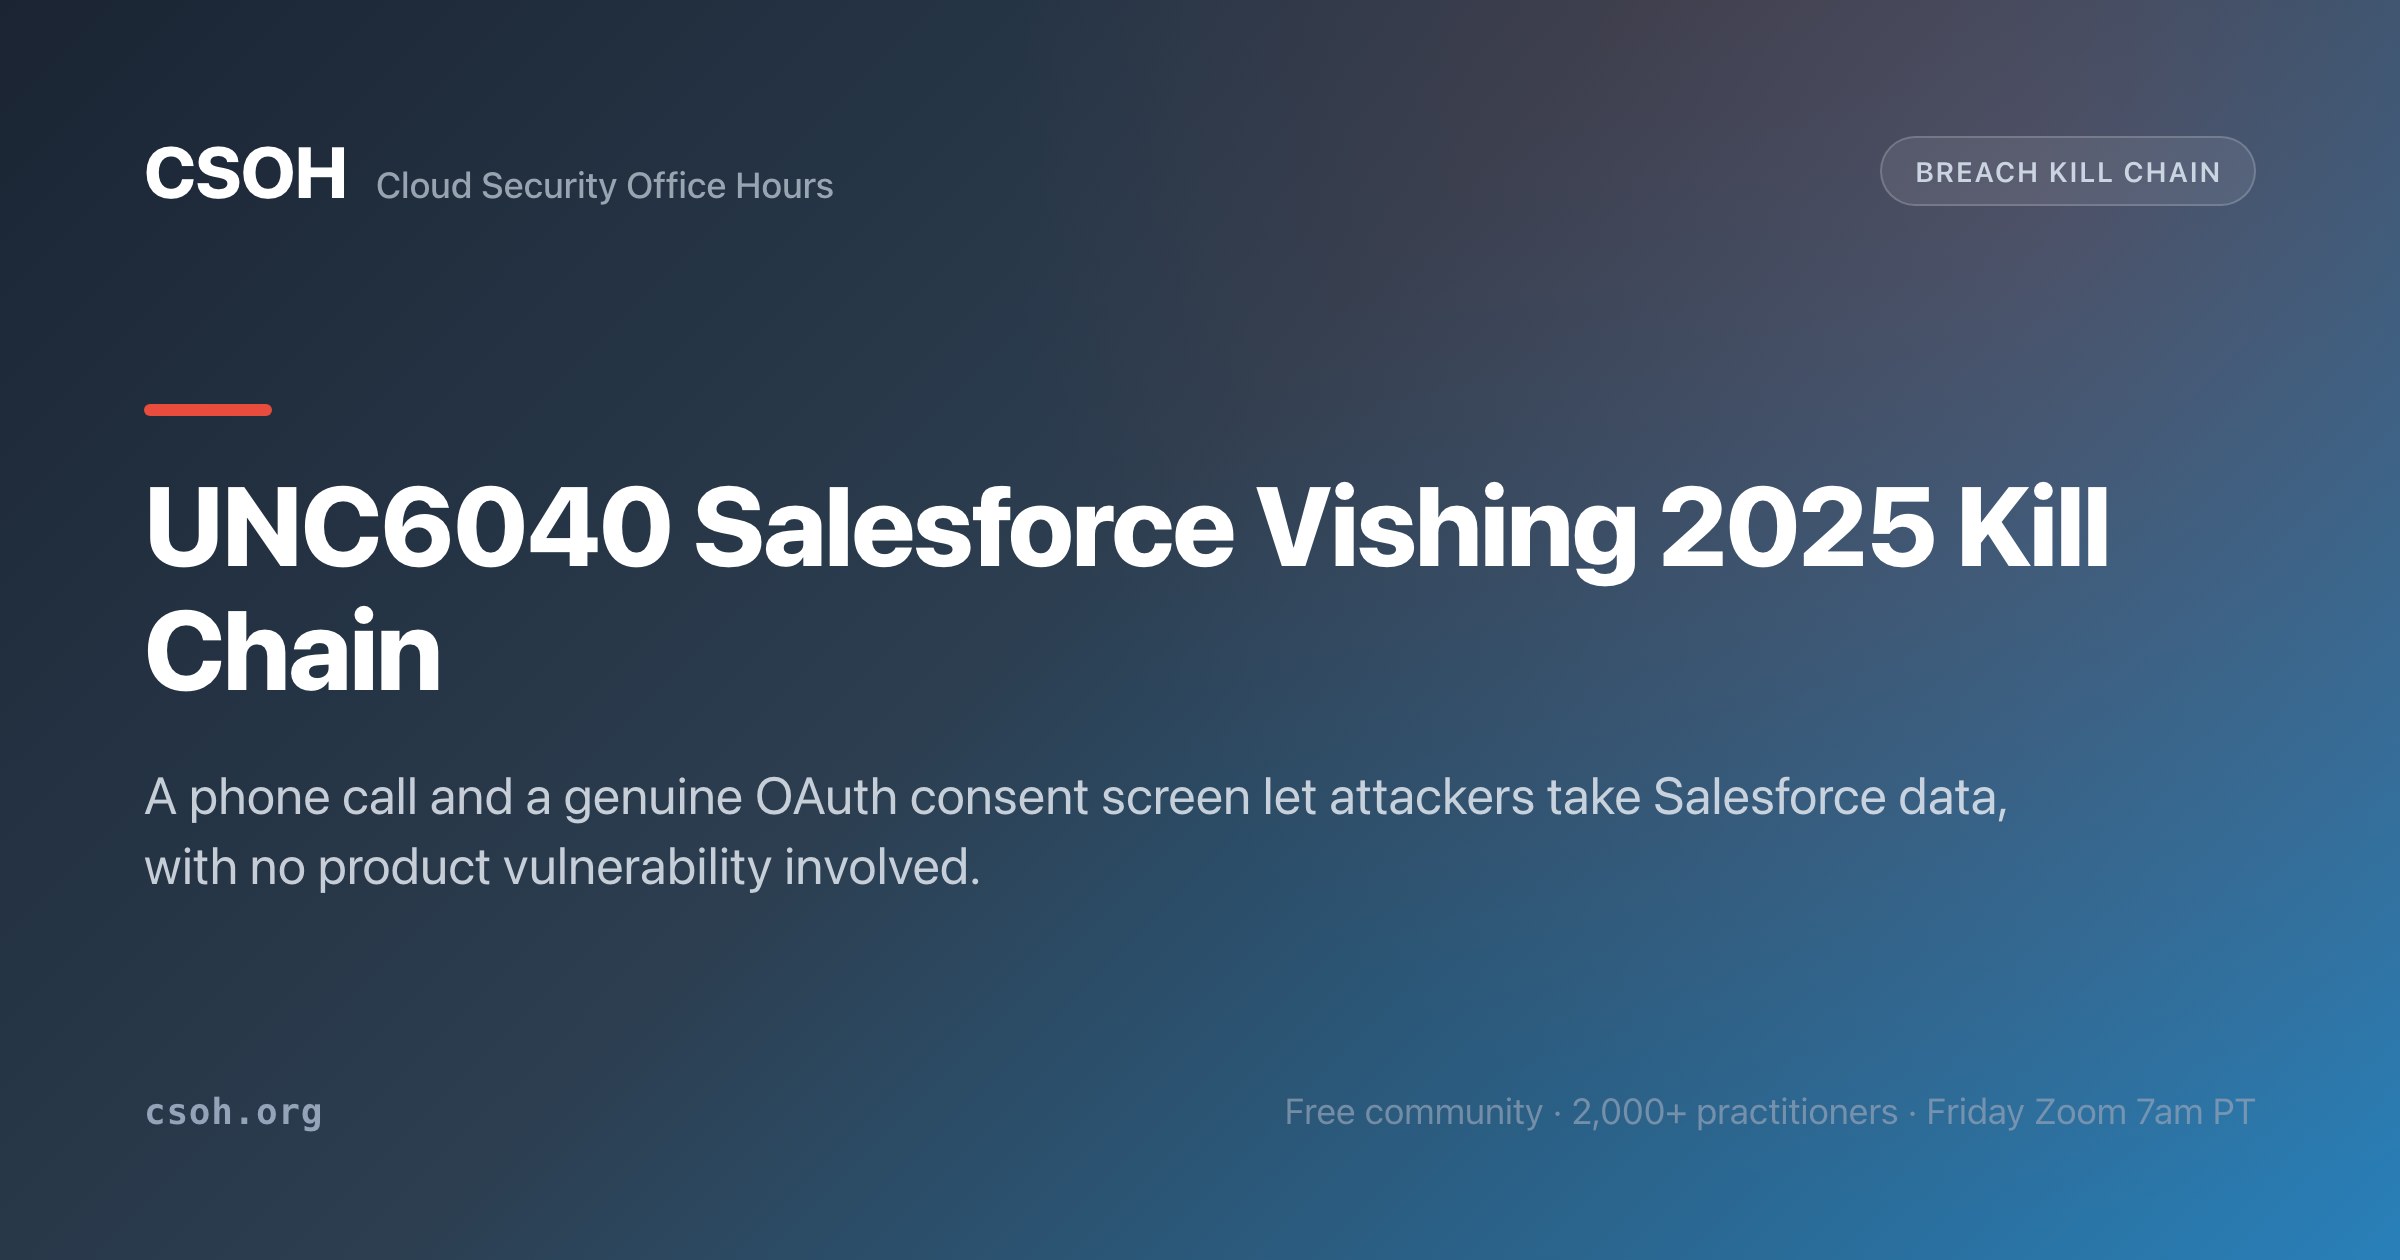 CSOH Cloud Security Office Hours
BREACH KILL CHAIN
UNC6040 Salesforce Vishing 2025 Kill
Chain
A phone call and a genuine OAuth consent screen let attackers take Salesforce data,
with no product vulnerability involved.
csoh.org
Free community · 2,000+ practitioners · Friday Zoom 7am PT